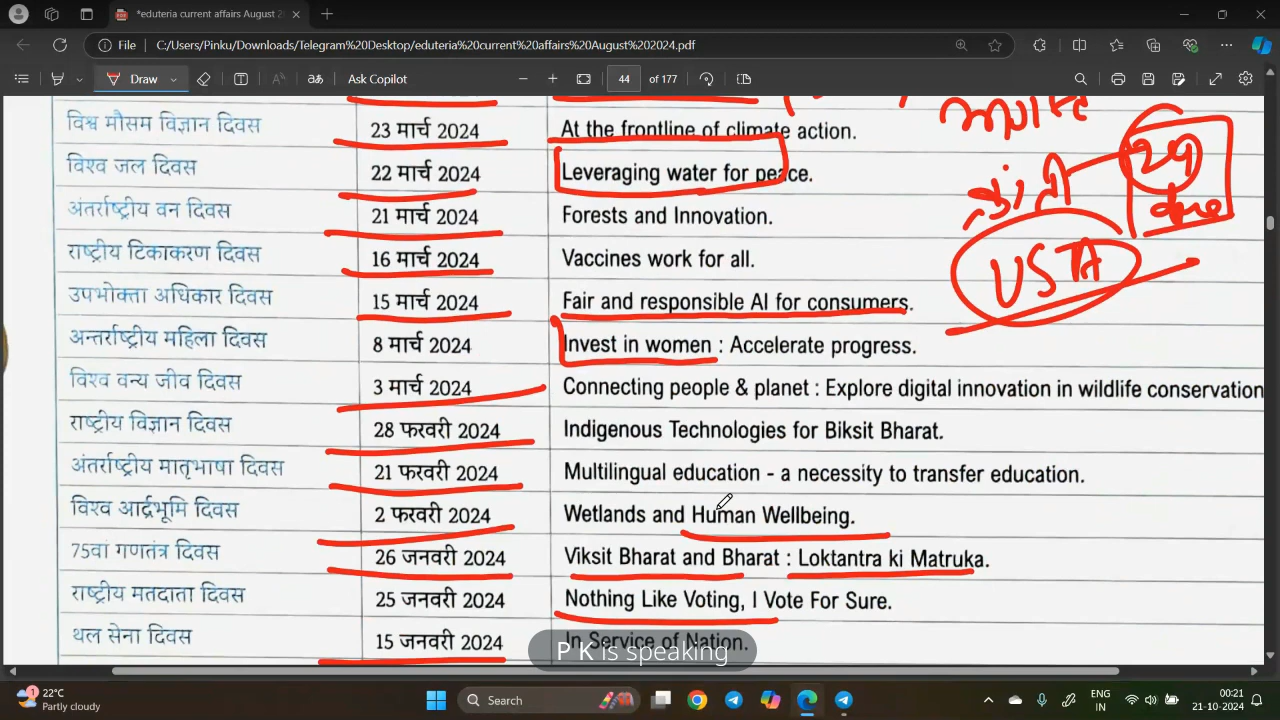 *eduteria current affairs August 2
File C:/Users/Pinku/Downloads/Telegram%20Desktop/eduteria%20current%20affairs%20August%202024.pdf
Draw Ask Copilot 44 of 177
विश्व मौसम विज्ञान दिवस 23 मार्च 2024 At the frontline of climate action.
विश्व जल दिवस 22 मार्च 2024 Leveraging water for peace.
अंतर्राष्ट्रीय वन दिवस 21 मार्च 2024 Forests and Innovation.
राष्ट्रीय टिकाकरण दिवस 16 मार्च 2024 Vaccines work for all.
उपभोक्ता अधिकार दिवस 15 मार्च 2024 Fair and responsible AI for consumers.
अन्तर्राष्ट्रीय महिला दिवस 8 मार्च 2024 Invest in women : Accelerate progress.
विश्व वन्य जीव दिवस 3 मार्च 2024 Connecting people & planet : Explore digital innovation in wildlife conservation
राष्ट्रीय विज्ञान दिवस 28 फरवरी 2024 Indigenous Technologies for Biksit Bharat.
अंतर्राष्ट्रीय मातृभाषा दिवस 21 फरवरी 2024 Multilingual education - a necessity to transfer education.
विश्व आर्द्रभूमि दिवस 2 फरवरी 2024 Wetlands and Human Wellbeing.
75वां गणतंत्र दिवस 26 जनवरी 2024 Viksit Bharat and Bharat : Loktantra ki Matruka.
राष्ट्रीय मतदाता दिवस 25 जनवरी 2024 Nothing Like Voting, I Vote For Sure.
थल सेना दिवस 15 जनवरी 2024 In Service of Nation.
29
P K is speaking
1 22°C
Partly cloudy
Search
ENG
IN
00:21
21-10-2024